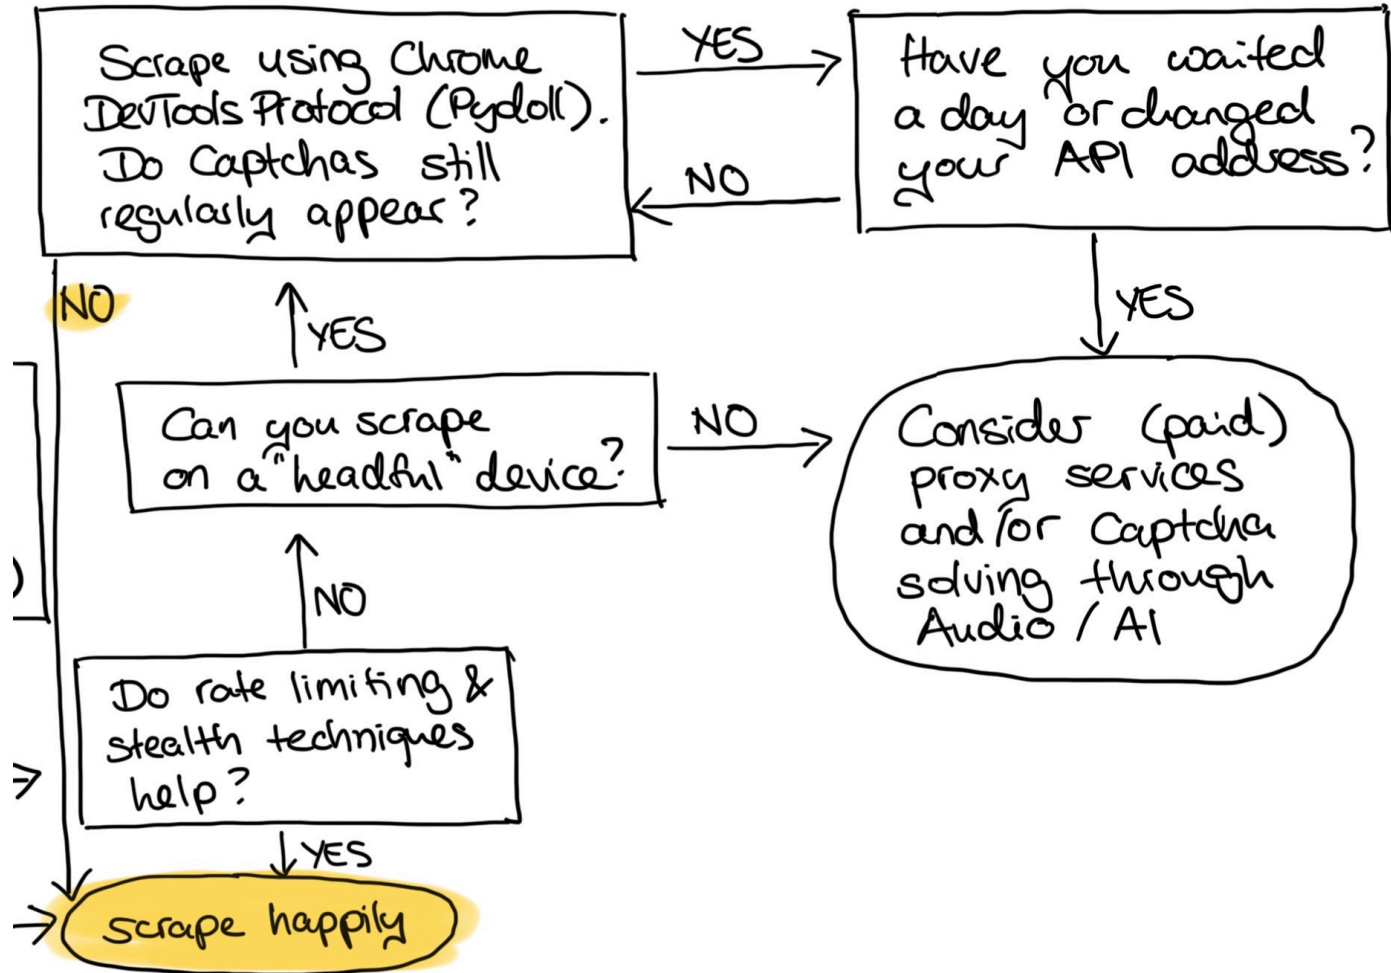 Scrape using Chrome
DevTools Protocol (Pydoll).
Do Captchas still
regularly appear?
YES
NO
Have you waited
a day or changed
your API address?
NO
YES
YES
Can you scrape
on a "headful" device?
NO
Consider (paid)
proxy services
and/or Captcha
solving through
Audio / AI
NO
Do rate limiting &
stealth techniques
help?
YES
scrape happily
)